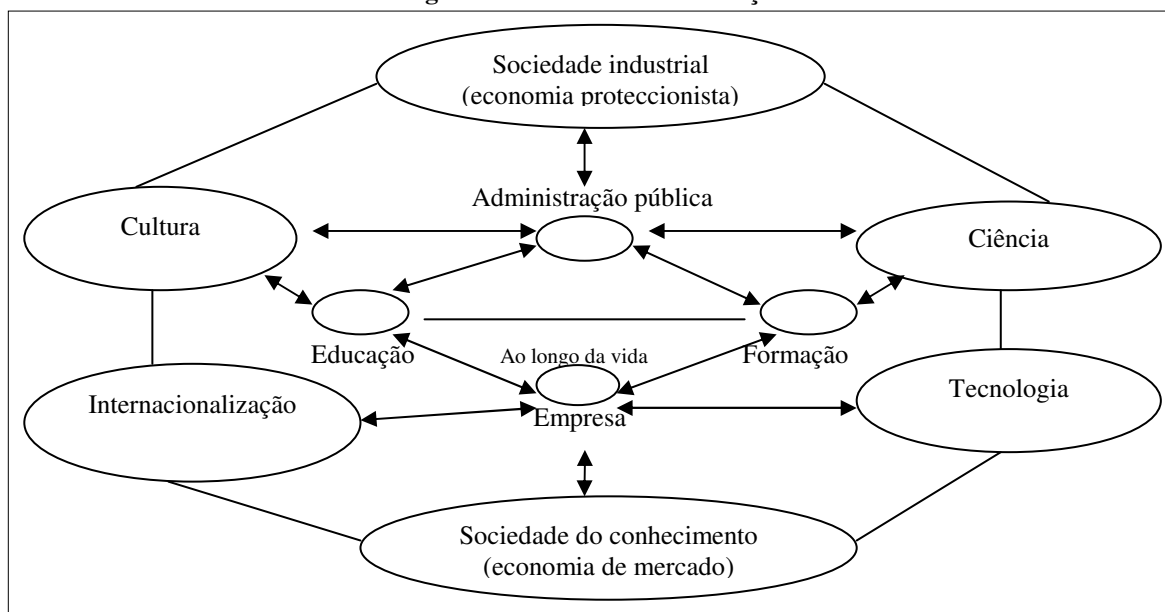 Sociedade industrial
(economia proteccionista)
Administração pública
Cultura
Ciência
Educação
Ao longo da vida
Formação
Internacionalização
Empresa
Tecnologia
Sociedade do conhecimento
(economia de mercado)